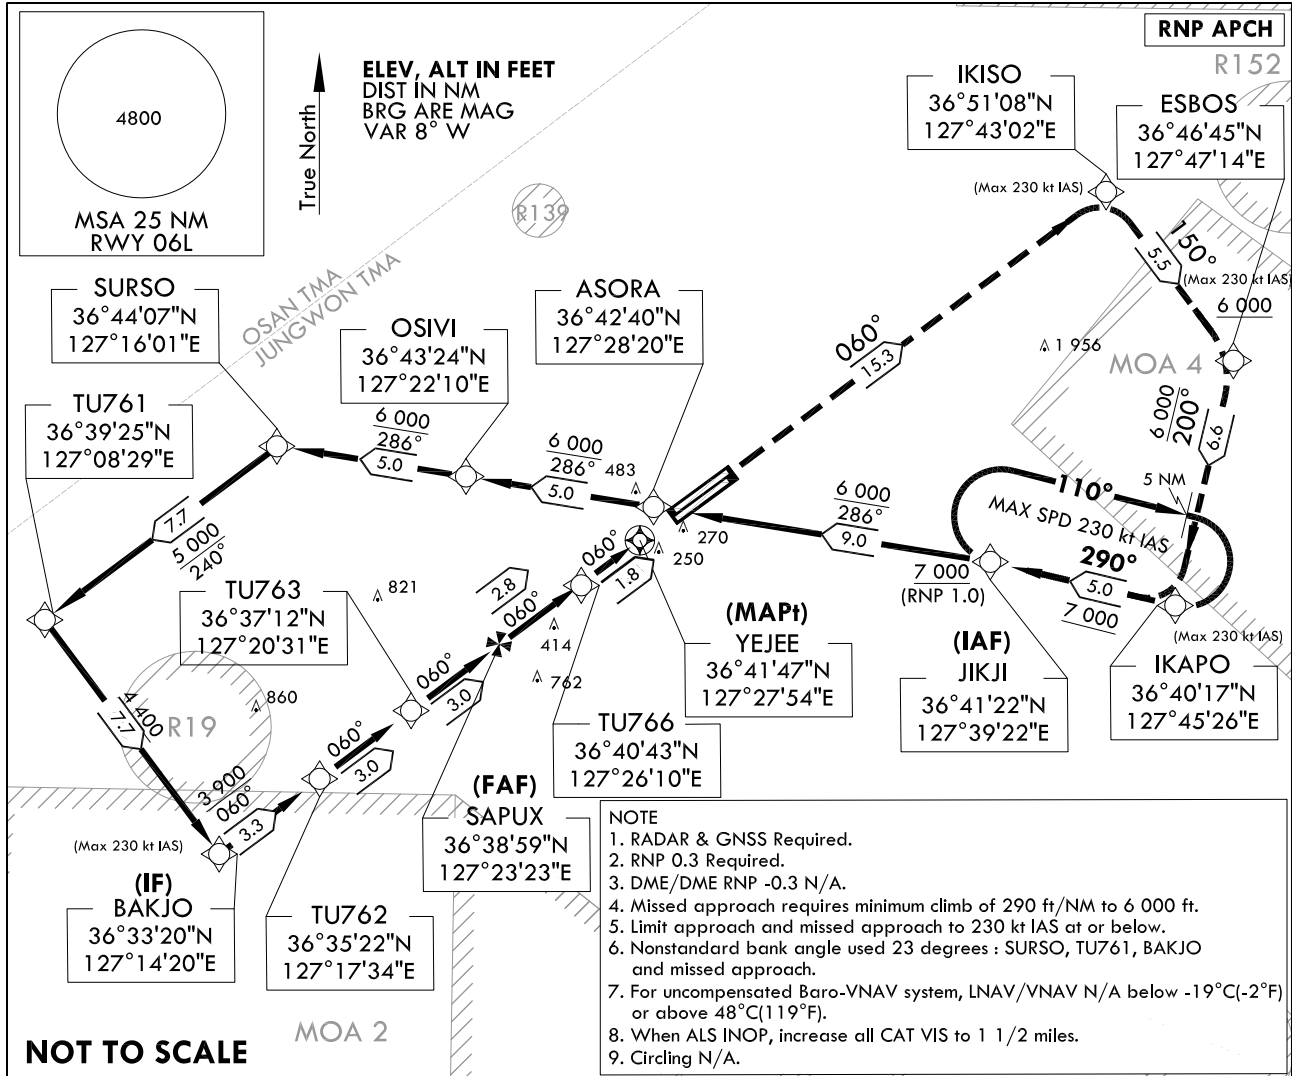 RNP APCH
R152
4800
MSA 25 NM
RWY 06L
True North
ELEV, ALT IN FEET
DIST IN NM
BRG ARE MAG
VAR 8° W
R139
OSAN TMA
JUNGWON TMA
IKISO
36°51'08"N
127°43'02"E
(Max 230 kt IAS)
ESBOS
36°46'45"N
127°47'14"E
150°
5.5
(Max 230 kt IAS)
6 000
SURSO
36°44'07"N
127°16'01"E
OSIVI
36°43'24"N
127°22'10"E
ASORA
36°42'40"N
127°28'20"E
060°
15.3
1 956
MOA 4
TU761
36°39'25"N
127°08'29"E
6 000
286°
5.0
6 000
286°
5.0
483
6 000
200°
6.6
5 NM
110°
MAX SPD 230 kt IAS
290°
5.0
7 000
6 000
286°
9.0
7 000
(RNP 1.0)
(Max 230 kt IAS)
7.7
5 000
240°
270
250
060°
1.8
TU763
36°37'12"N
127°20'31"E
821
2.8
060°
414
762
(MAPt)
YEJEE
36°41'47"N
127°27'54"E
(IAF)
JIKJI
36°41'22"N
127°39'22"E
IKAPO
36°40'17"N
127°45'26"E
4 400
7.7
R19
860
060°
3.0
060°
3.0
TU766
36°40'43"N
127°26'10"E
3 900
060°
3.3
(Max 230 kt IAS)
(FAF)
SAPUX
36°38'59"N
127°23'23"E
(IF)
BAKJO
36°33'20"N
127°14'20"E
TU762
36°35'22"N
127°17'34"E
MOA 2
NOT TO SCALE
NOTE
1. RADAR & GNSS Required.
2. RNP 0.3 Required.
3. DME/DME RNP -0.3 N/A.
4. Missed approach requires minimum climb of 290 ft/NM to 6 000 ft.
5. Limit approach and missed approach to 230 kt IAS at or below.
6. Nonstandard bank angle used 23 degrees : SURSO, TU761, BAKJO
and missed approach.
7. For uncompensated Baro-VNAV system, LNAV/VNAV N/A below -19°C(-2°F)
or above 48°C(119°F).
8. When ALS INOP, increase all CAT VIS to 1 1/2 miles.
9. Circling N/A.